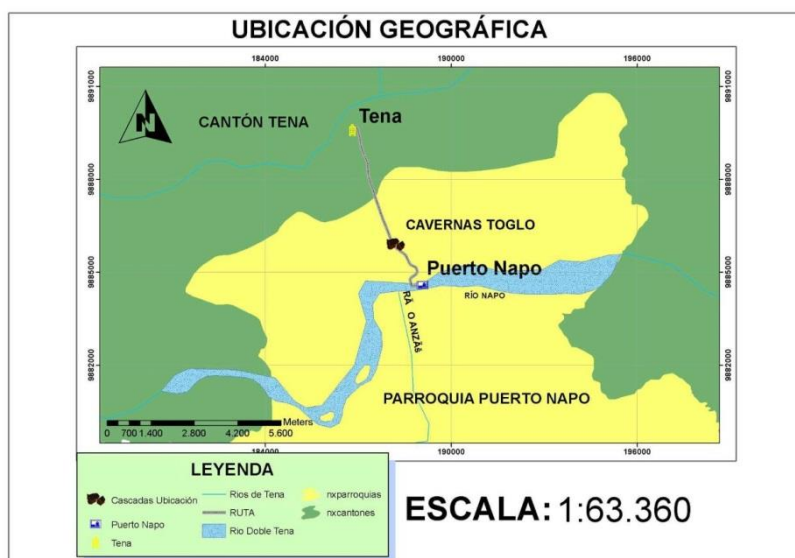 UBICACIÓN GEOGRÁFICA
184000
190000
196000
9891000
9891000
CANTÓN TENA
Tena
N
9888000
9888000
CAVERNAS TOGLO
9885000
9885000
Puerto Napo
RÍO NAPO
RÃ O ANZÃš
9882000
9882000
PARROQUIA PUERTO NAPO
Meters
0 700 1.400 2.800 4.200 5.600
184000
190000
196000
LEYENDA
Cascadas Ubicación
Puerto Napo
Tena
Rios de Tena
RUTA
Rio Doble Tena
nxparroquias
nxcantones
ESCALA: 1:63.360